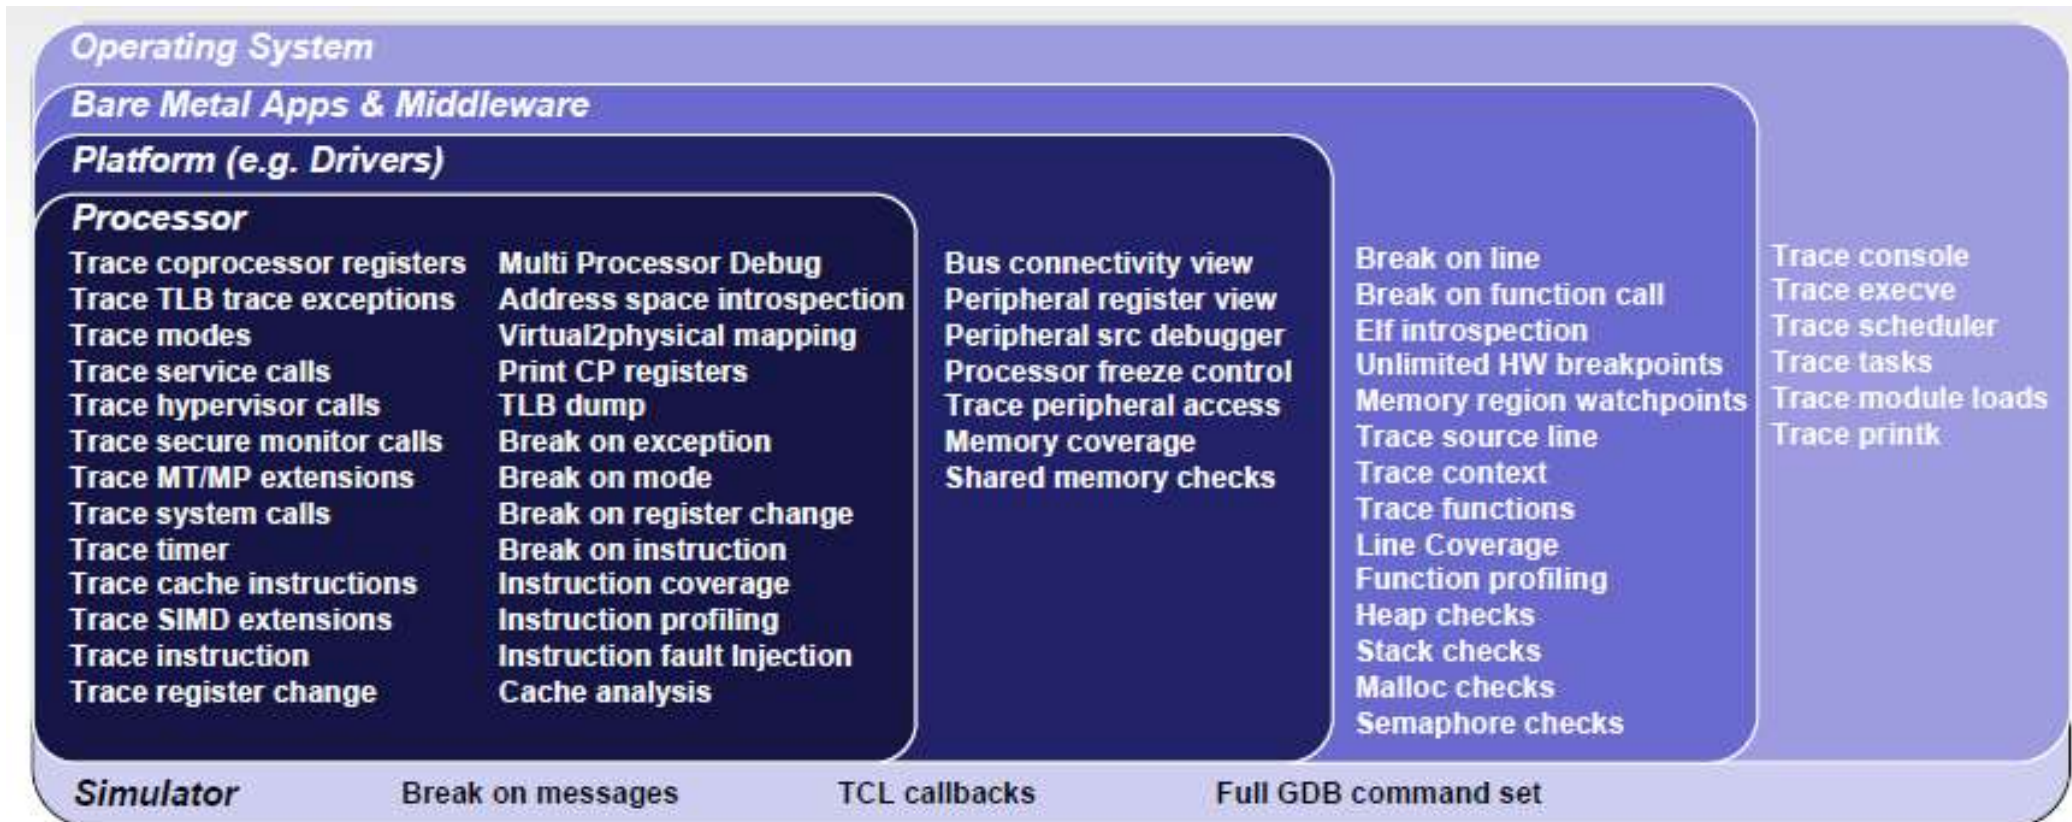 Operating System
Bare Metal Apps & Middleware
Platform (e.g. Drivers)
Processor
Trace coprocessor registers
Trace TLB trace exceptions
Trace modes
Trace service calls
Trace hypervisor calls
Trace secure monitor calls
Trace MT/MP extensions
Trace system calls
Trace timer
Trace cache instructions
Trace SIMD extensions
Trace instruction
Trace register change
Multi Processor Debug
Address space introspection
Virtual2physical mapping
Print CP registers
TLB dump
Break on exception
Break on mode
Break on register change
Break on instruction
Instruction coverage
Instruction profiling
Instruction fault Injection
Cache analysis
Bus connectivity view
Peripheral register view
Peripheral src debugger
Processor freeze control
Trace peripheral access
Memory coverage
Shared memory checks
Break on line
Break on function call
Elf introspection
Unlimited HW breakpoints
Memory region watchpoints
Trace source line
Trace context
Trace functions
Line Coverage
Function profiling
Heap checks
Stack checks
Malloc checks
Semaphore checks
Trace console
Trace execve
Trace scheduler
Trace tasks
Trace module loads
Trace printk
Simulator
Break on messages
TCL callbacks
Full GDB command set